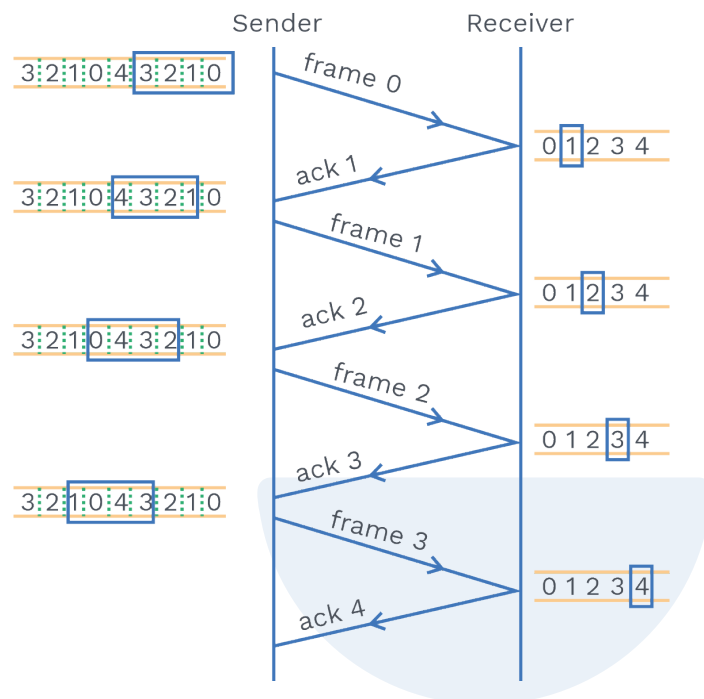 Sender
Receiver
3 2 1 0 4 3 2 1 0
frame 0
0 1 2 3 4
ack 1
3 2 1 0 4 3 2 1 0
frame 1
0 1 2 3 4
ack 2
3 2 1 0 4 3 2 1 0
frame 2
0 1 2 3 4
ack 3
3 2 1 0 4 3 2 1 0
frame 3
0 1 2 3 4
ack 4